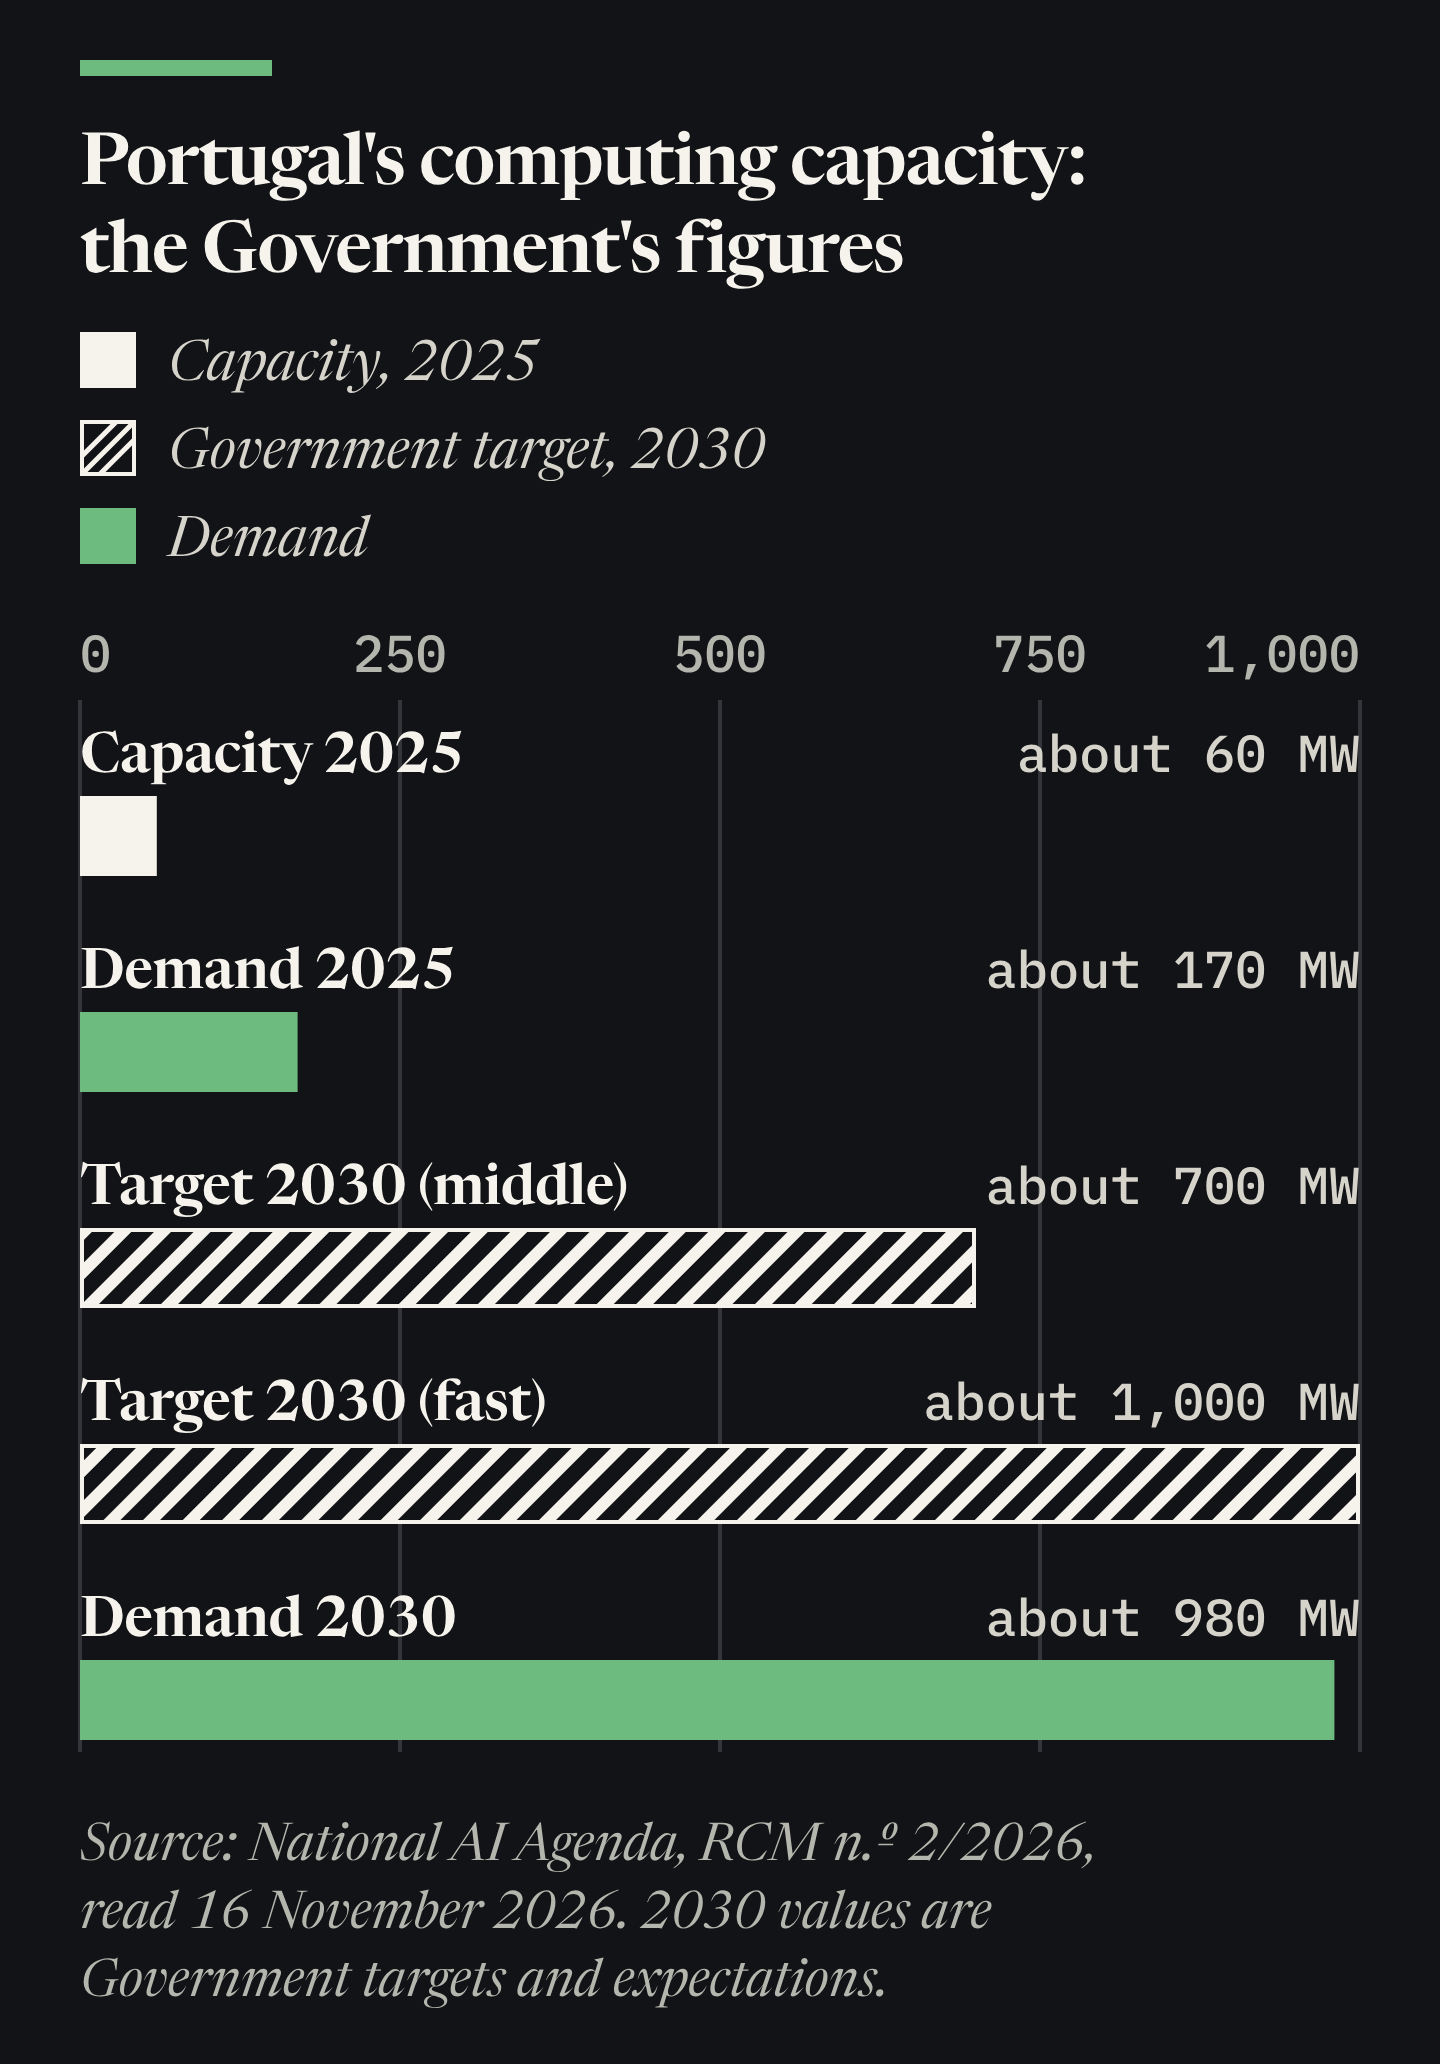 Portugal's computing capacity:
the Government's figures
Capacity, 2025
Government target, 2030
Demand
0 250 500 750 1,000
Capacity 2025 about 60 MW
Demand 2025 about 170 MW
Target 2030 (middle) about 700 MW
Target 2030 (fast) about 1,000 MW
Demand 2030 about 980 MW
Source: National AI Agenda, RCM n.º 2/2026,
read 16 November 2026. 2030 values are
Government targets and expectations.